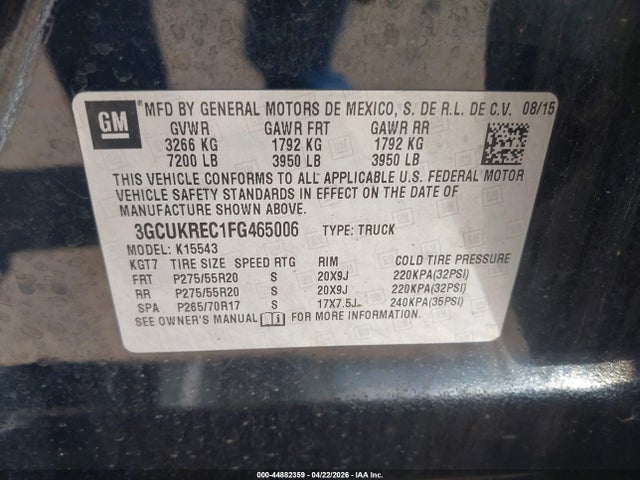 GM ® MFD BY GENERAL MOTORS DE MEXICO, S. DE R.L. DE C.V. 08/15
GVWR GAWR FRT GAWR RR
3266 KG 1792 KG 1792 KG
7200 LB 3950 LB 3950 LB
THIS VEHICLE CONFORMS TO ALL APPLICABLE U.S. FEDERAL MOTOR
VEHICLE SAFETY STANDARDS IN EFFECT ON THE DATE OF
MANUFACTURE SHOWN ABOVE.
3GCUKREC1FG465006 TYPE: TRUCK
MODEL: K15543
KGT7 TIRE SIZE SPEED RTG RIM COLD TIRE PRESSURE
FRT P275/55R20 S 20X9J 220KPA(32PSI)
RR P275/55R20 S 20X9J 220KPA(32PSI)
SPA P265/70R17 S 17X7.5J 240KPA(35PSI)
SEE OWNER'S MANUAL FOR MORE INFORMATION.
000-44882359 - 04/22/2026 - IAA Inc.